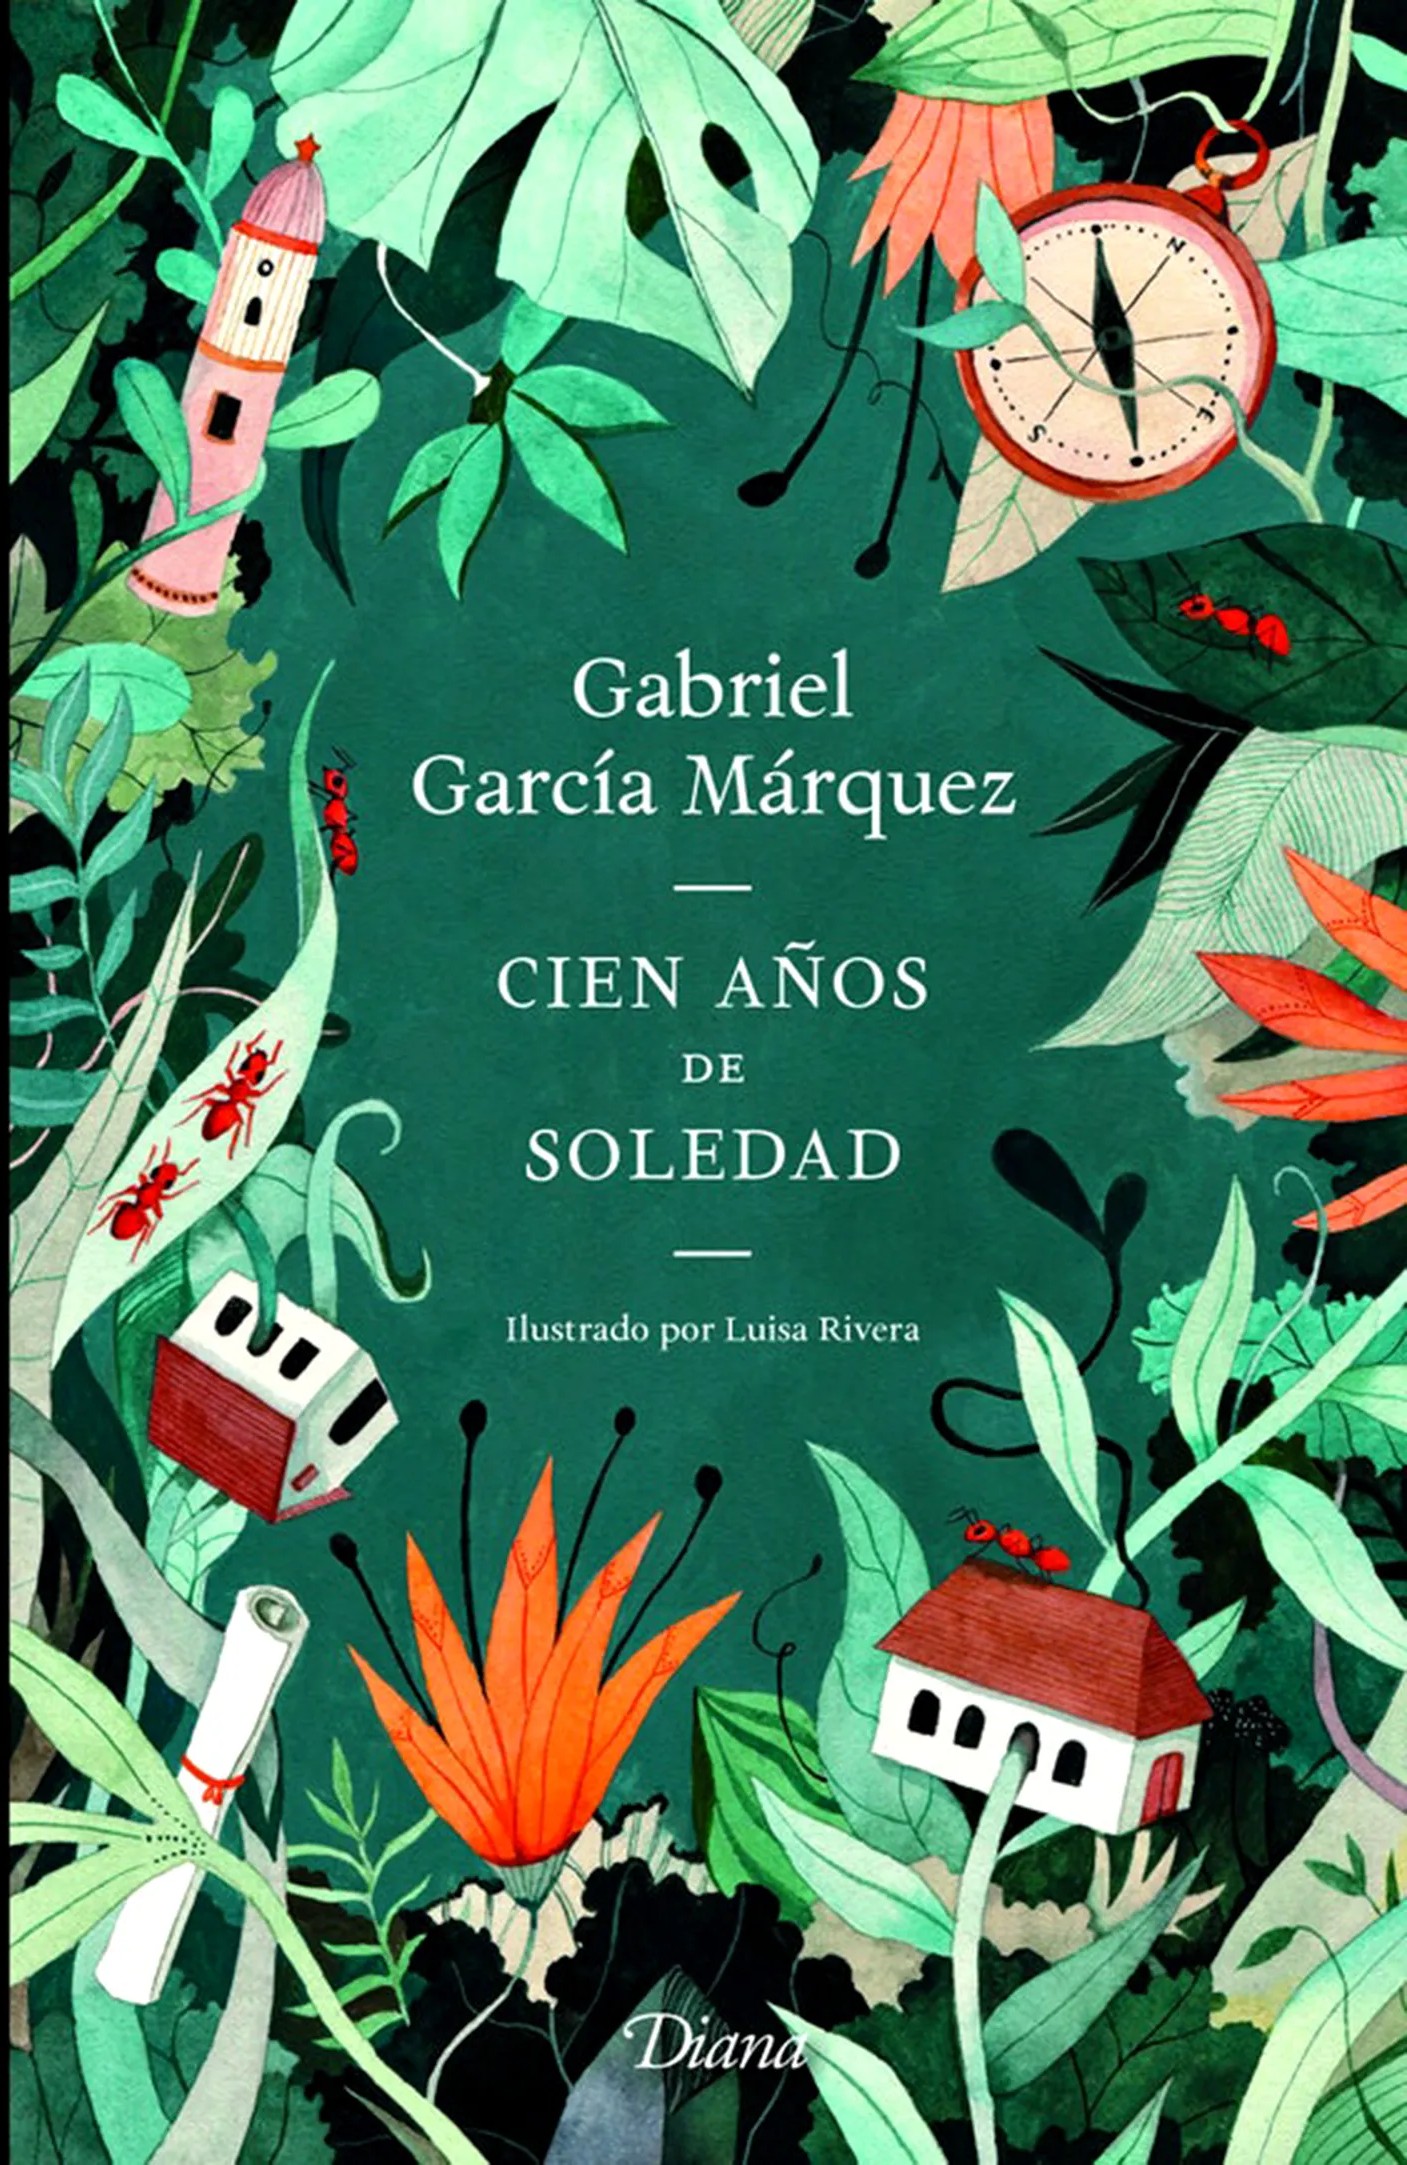 N
E
S
Gabriel
García Márquez
CIEN AÑOS
DE
SOLEDAD
Ilustrado por Luisa Rivera
Diana